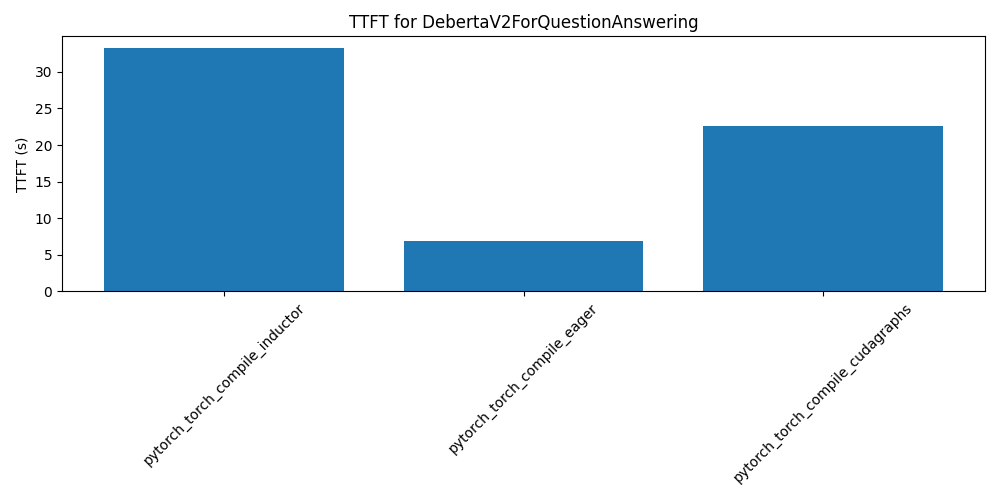 TTFT for DebertaV2ForQuestionAnswering
TTFT (s)
30
25
20
15
10
5
0
pytorch_torch_compile_inductor
pytorch_torch_compile_eager
pytorch_torch_compile_cudagraphs